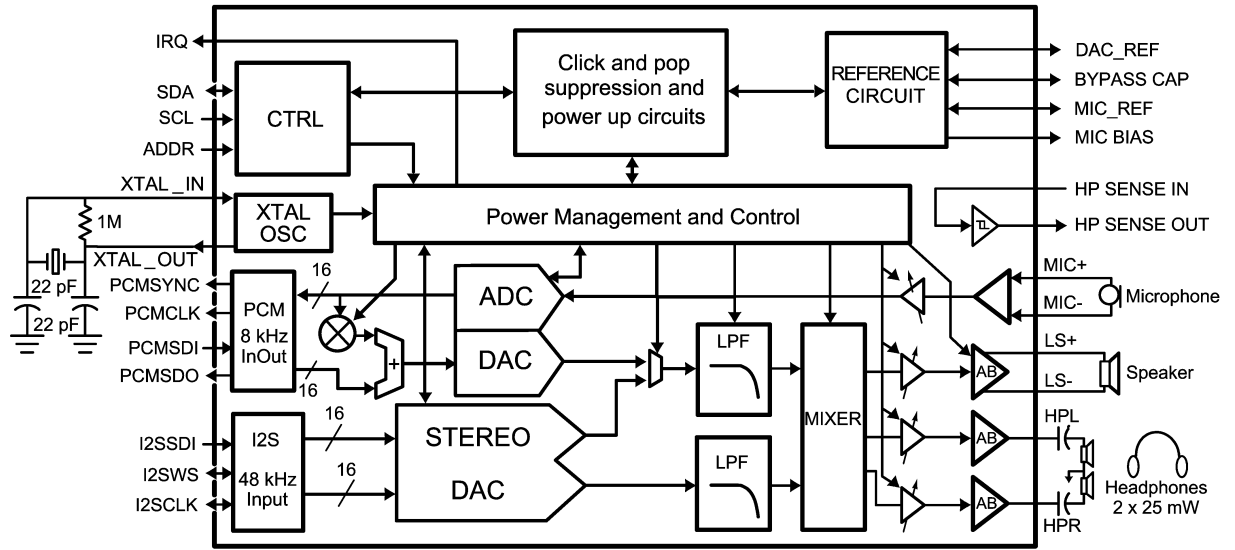 IRQ
SDA
SCL
ADDR
CTRL
Click and pop
suppression and
power up circuits
REFERENCE
CIRCUIT
DAC_REF
BYPASS CAP
MIC_REF
MIC BIAS
XTAL_IN
1M
XTAL_OUT
22 pF
22 pF
XTAL
OSC
Power Management and Control
HP SENSE IN
HP SENSE OUT
PCMSYNC
PCMCLK
PCMSDI
PCMSDO
PCM
8 kHz
InOut
16
16
+
ADC
DAC
LPF
MIXER
MIC+
MIC-
Microphone
LS+
LS-
AB
Speaker
I2SSDI
I2SWS
I2SCLK
I2S
48 kHz
Input
16
16
STEREO
DAC
LPF
AB
AB
HPL
HPR
Headphones
2 x 25 mW